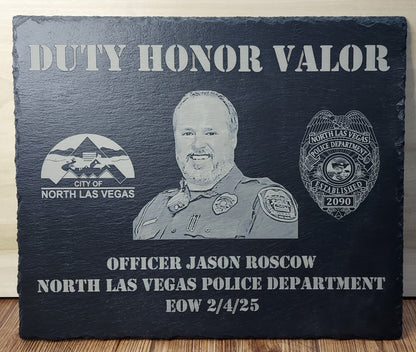 DUTY HONOR VALOR
CITY OF
NORTH LAS VEGAS
NORTH LAS VEGAS
POLICE DEPARTMENT
ESTABLISHED
2090
OFFICER JASON ROSCOW
NORTH LAS VEGAS POLICE DEPARTMENT
EOW 2/4/25